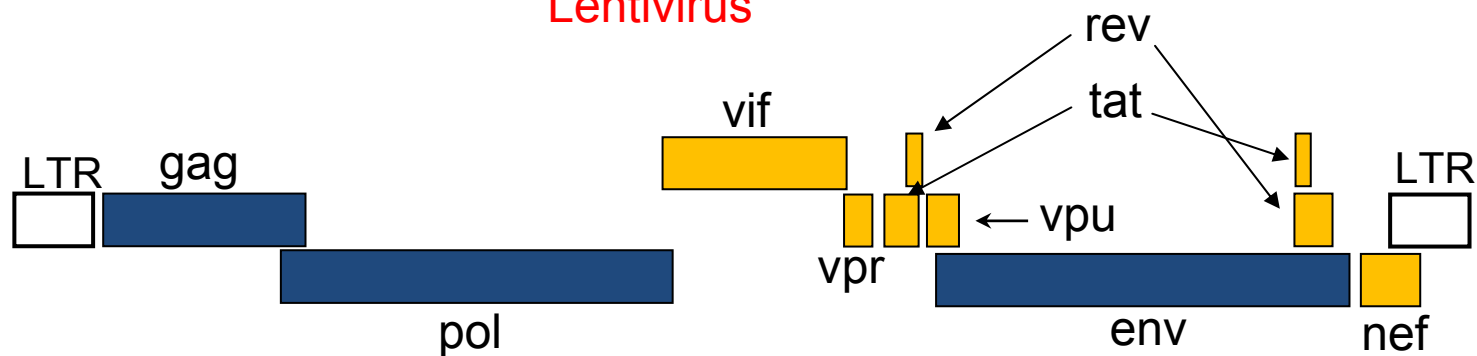 Lentivirus
rev
tat
vif
LTR
gag
LTR
vpu
vpr
pol
env
nef